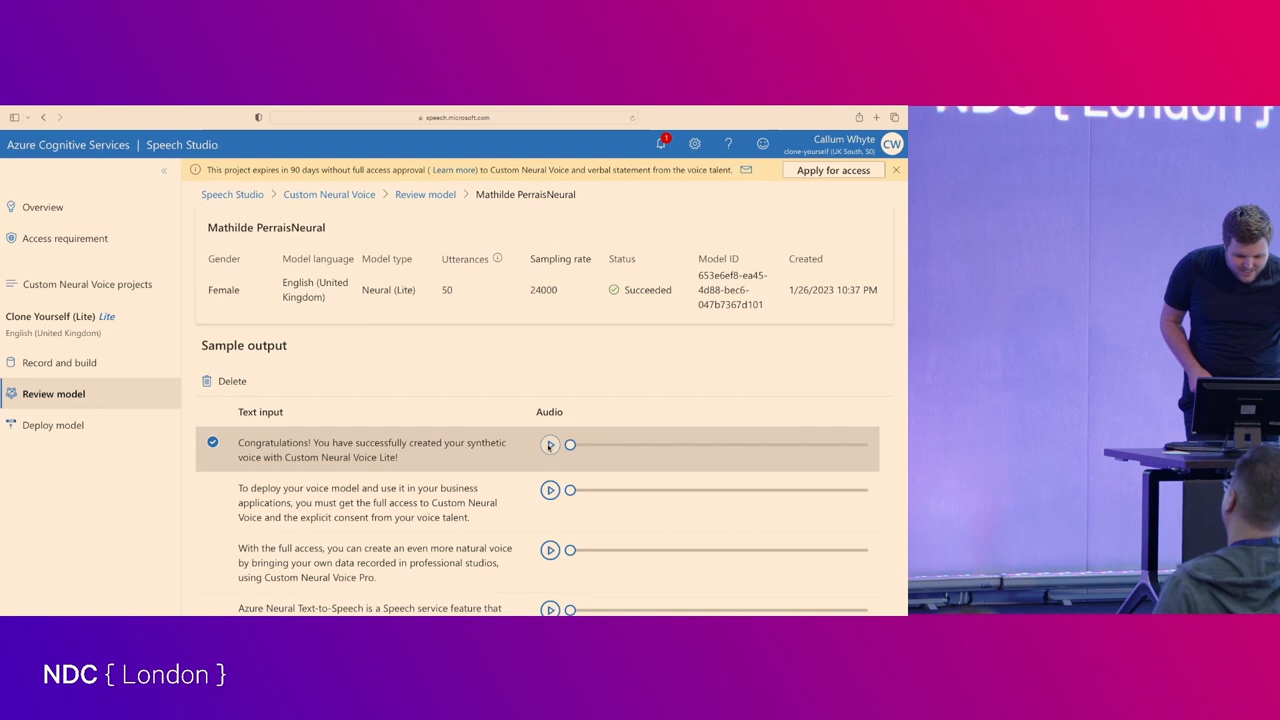 speech.microsoft.com
Azure Cognitive Services | Speech Studio
1
Callum Whyte
clone-yourself (UK South, S0)
CW
This project expires in 90 days without full access approval ( Learn more) to Custom Neural Voice and verbal statement from the voice talent.
Apply for access
Speech Studio > Custom Neural Voice > Review model > Mathilde PerraisNeural
Overview
Access requirement
Custom Neural Voice projects
Clone Yourself (Lite) Lite
English (United Kingdom)
Record and build
Review model
Deploy model
Mathilde PerraisNeural
Gender Model language Model type Utterances Sampling rate Status Model ID Created
Female English (United Kingdom) Neural (Lite) 50 24000 Succeeded 653e6ef8-ea45-4d88-bec6-047b7367d101 1/26/2023 10:37 PM
Sample output
Delete
Text input Audio
Congratulations! You have successfully created your synthetic
voice with Custom Neural Voice Lite!
To deploy your voice model and use it in your business
applications, you must get the full access to Custom Neural
Voice and the explicit consent from your voice talent.
With the full access, you can create an even more natural voice
by bringing your own data recorded in professional studios,
using Custom Neural Voice Pro.
Azure Neural Text-to-Speech is a Speech service feature that
NDC { London }
NDC { London }